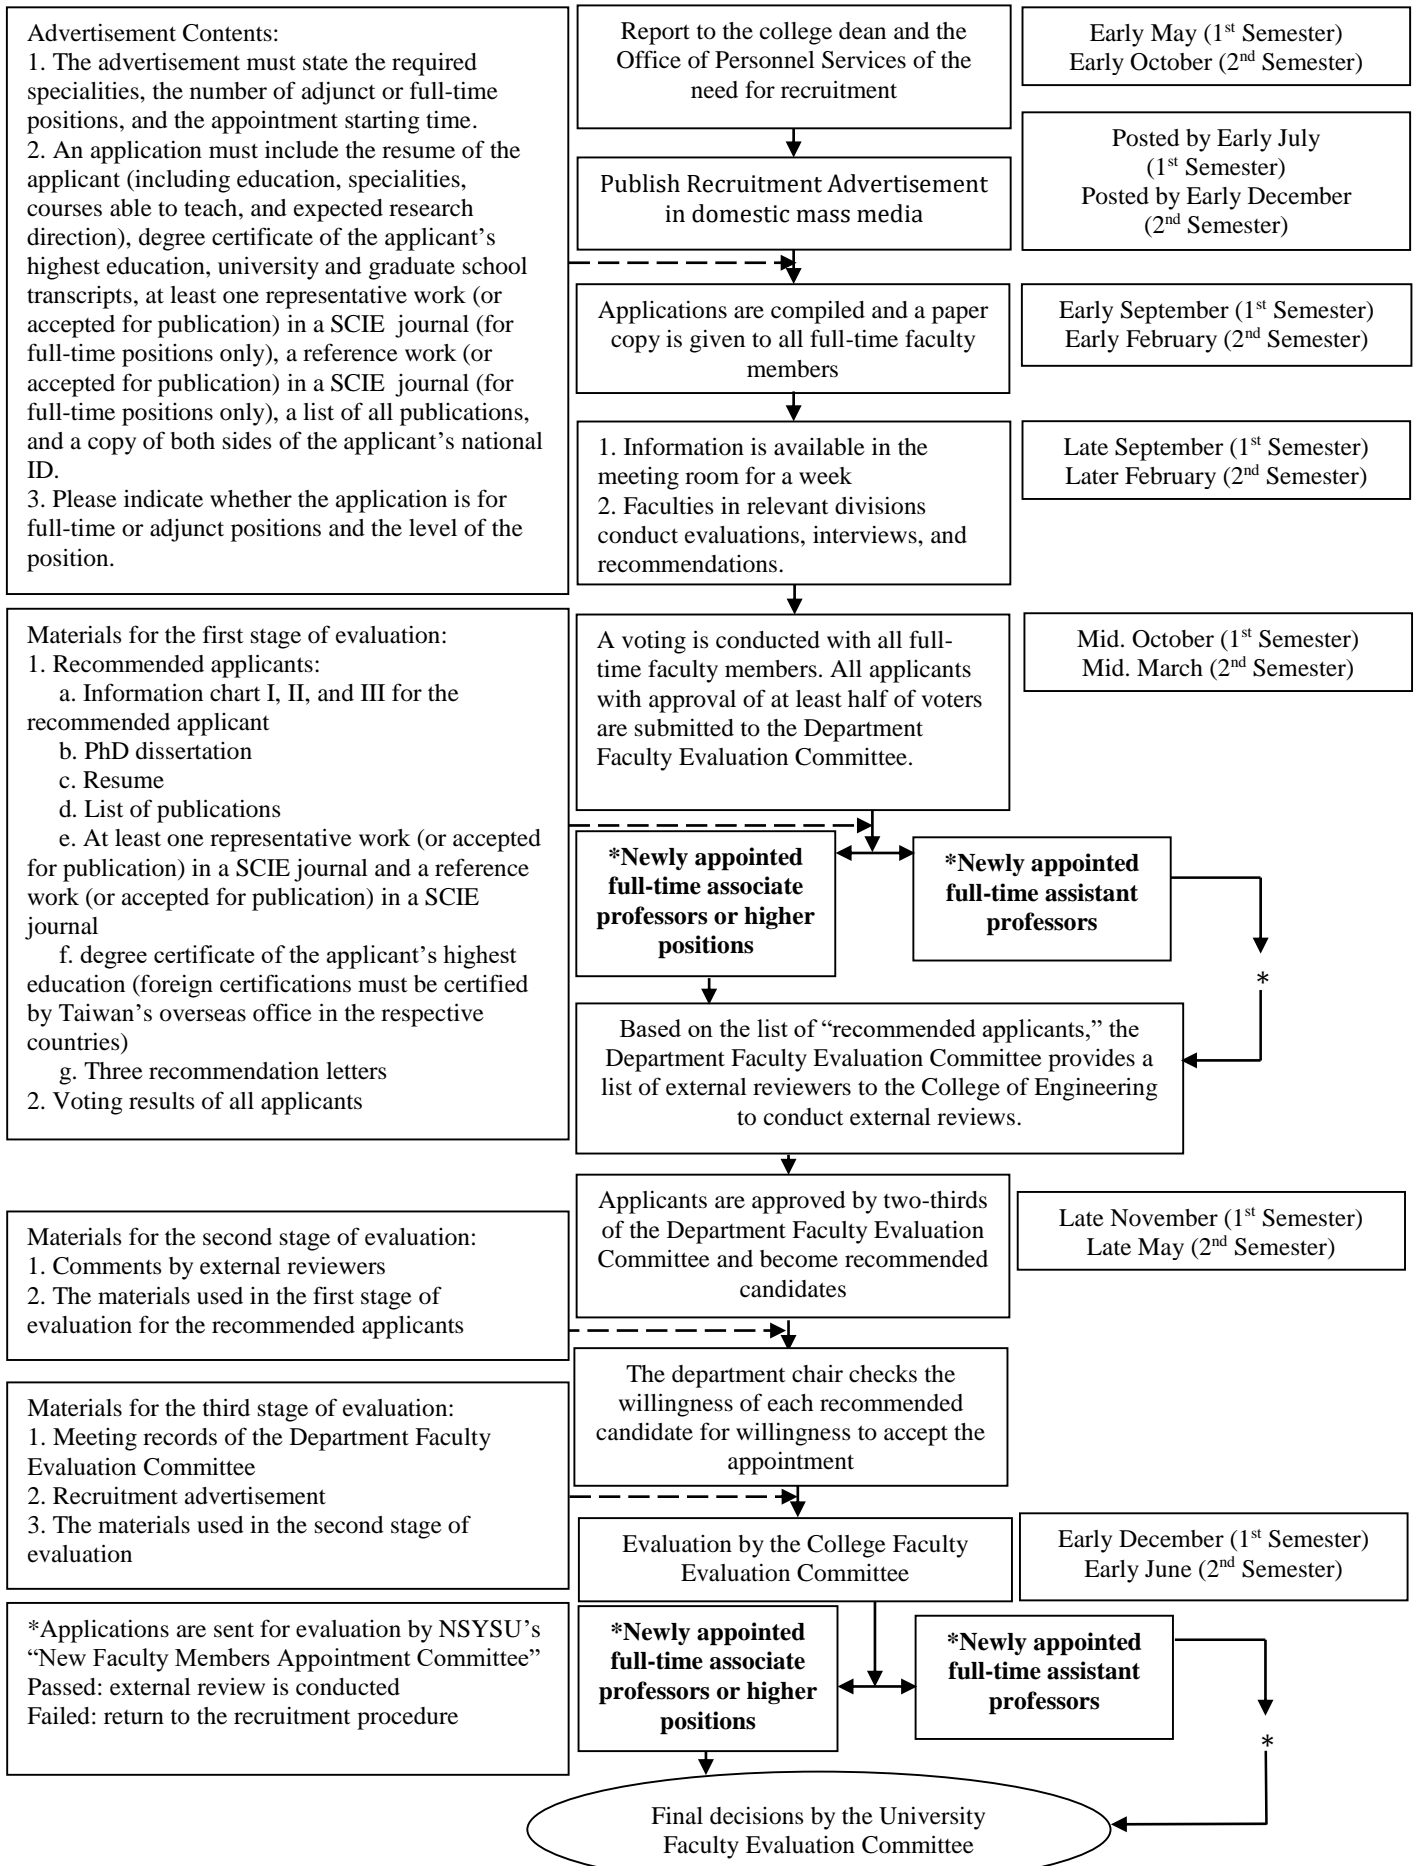 Advertisement Contents:
1. The advertisement must state the required
specialities, the number of adjunct or full-time
positions, and the appointment starting time.
2. An application must include the resume of the
applicant (including education, specialities,
courses able to teach, and expected research
direction), degree certificate of the applicant’s
highest education, university and graduate school
transcripts, at least one representative work (or
accepted for publication) in a SCIE  journal (for
full-time positions only), a reference work (or
accepted for publication) in a SCIE  journal (for
full-time positions only), a list of all publications,
and a copy of both sides of the applicant’s national
ID.
3. Please indicate whether the application is for
full-time or adjunct positions and the level of the
position.
Report to the college dean and the
Office of Personnel Services of the
need for recruitment
Early May (1st Semester)
Early October (2nd Semester)
Publish Recruitment Advertisement
in domestic mass media
Posted by Early July
(1st Semester)
Posted by Early December
(2nd Semester)
Applications are compiled and a paper
copy is given to all full-time faculty
members
Early September (1st Semester)
Early February (2nd Semester)
1. Information is available in the
meeting room for a week
2. Faculties in relevant divisions
conduct evaluations, interviews, and
recommendations.
Late September (1st Semester)
Later February (2nd Semester)
Materials for the first stage of evaluation:
1. Recommended applicants:
a. Information chart I, II, and III for the
recommended applicant
b. PhD dissertation
c. Resume
d. List of publications
e. At least one representative work (or accepted
for publication) in a SCIE journal and a reference
work (or accepted for publication) in a SCIE
journal
f. degree certificate of the applicant’s highest
education (foreign certifications must be certified
by Taiwan’s overseas office in the respective
countries)
g. Three recommendation letters
2. Voting results of all applicants
A voting is conducted with all full-
time faculty members. All applicants
with approval of at least half of voters
are submitted to the Department
Faculty Evaluation Committee.
Mid. October (1st Semester)
Mid. March (2nd Semester)
*Newly appointed
full-time associate
professors or higher
positions
*Newly appointed
full-time assistant
professors
*
Based on the list of “recommended applicants,” the
Department Faculty Evaluation Committee provides a
list of external reviewers to the College of Engineering
to conduct external reviews.
Applicants are approved by two-thirds
of the Department Faculty Evaluation
Committee and become recommended
candidates
Late November (1st Semester)
Late May (2nd Semester)
Materials for the second stage of evaluation:
1. Comments by external reviewers
2. The materials used in the first stage of
evaluation for the recommended applicants
The department chair checks the
willingness of each recommended
candidate for willingness to accept the
appointment
Materials for the third stage of evaluation:
1. Meeting records of the Department Faculty
Evaluation Committee
2. Recruitment advertisement
3. The materials used in the second stage of
evaluation
Evaluation by the College Faculty
Evaluation Committee
Early December (1st Semester)
Early June (2nd Semester)
*Applications are sent for evaluation by NSYSU’s
“New Faculty Members Appointment Committee”
Passed: external review is conducted
Failed: return to the recruitment procedure
*Newly appointed
full-time associate
professors or higher
positions
*Newly appointed
full-time assistant
professors
*
Final decisions by the University
Faculty Evaluation Committee